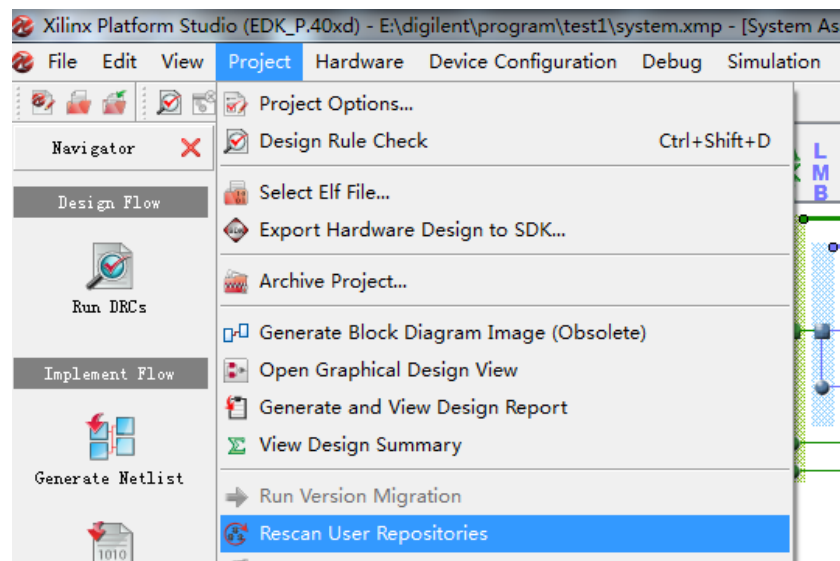 Xilinx Platform Studio (EDK_P.40xd) - E:\digilent\program\test1\system.xmp - [System As
File Edit View Project Hardware Device Configuration Debug Simulation
Navigator
Project Options...
Design Rule Check Ctrl+Shift+D
L
M
B
Design Flow
Select Elf File...
Export Hardware Design to SDK...
Archive Project...
Run DRCs
Generate Block Diagram Image (Obsolete)
Open Graphical Design View
Implement Flow
Generate and View Design Report
View Design Summary
Generate Netlist
Run Version Migration
Rescan User Repositories
1010